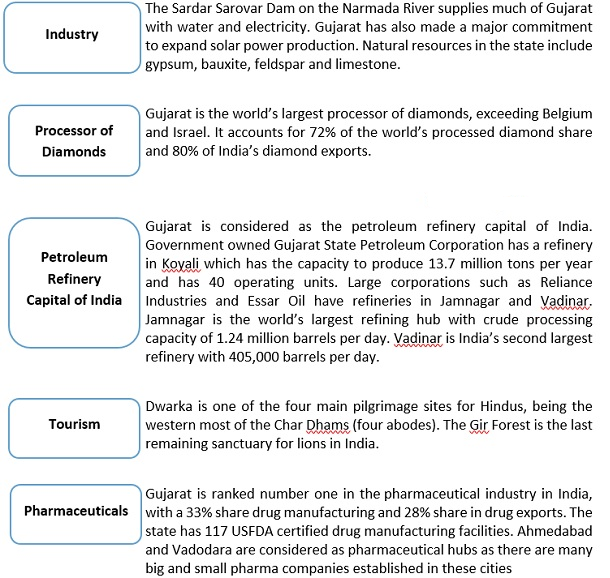 Industry
The Sardar Sarovar Dam on the Narmada River supplies much of Gujarat
with water and electricity. Gujarat has also made a major commitment
to expand solar power production. Natural resources in the state include
gypsum, bauxite, feldspar and limestone.
Processor of
Diamonds
Gujarat is the world’s largest processor of diamonds, exceeding Belgium
and Israel. It accounts for 72% of the world’s processed diamond share
and 80% of India’s diamond exports.
Petroleum
Refinery
Capital of India
Gujarat is considered as the petroleum refinery capital of India.
Government owned Gujarat State Petroleum Corporation has a refinery
in Koyali which has the capacity to produce 13.7 million tons per year
and has 40 operating units. Large corporations such as Reliance
Industries and Essar Oil have refineries in Jamnagar and Vadinar.
Jamnagar is the world’s largest refining hub with crude processing
capacity of 1.24 million barrels per day. Vadinar is India’s second largest
refinery with 405,000 barrels per day.
Tourism
Dwarka is one of the four main pilgrimage sites for Hindus, being the
western most of the Char Dhams (four abodes). The Gir Forest is the last
remaining sanctuary for lions in India.
Pharmaceuticals
Gujarat is ranked number one in the pharmaceutical industry in India,
with a 33% share drug manufacturing and 28% share in drug exports. The
state has 117 USFDA certified drug manufacturing facilities. Ahmedabad
and Vadodara are considered as pharmaceutical hubs as there are many
big and small pharma companies established in these cities